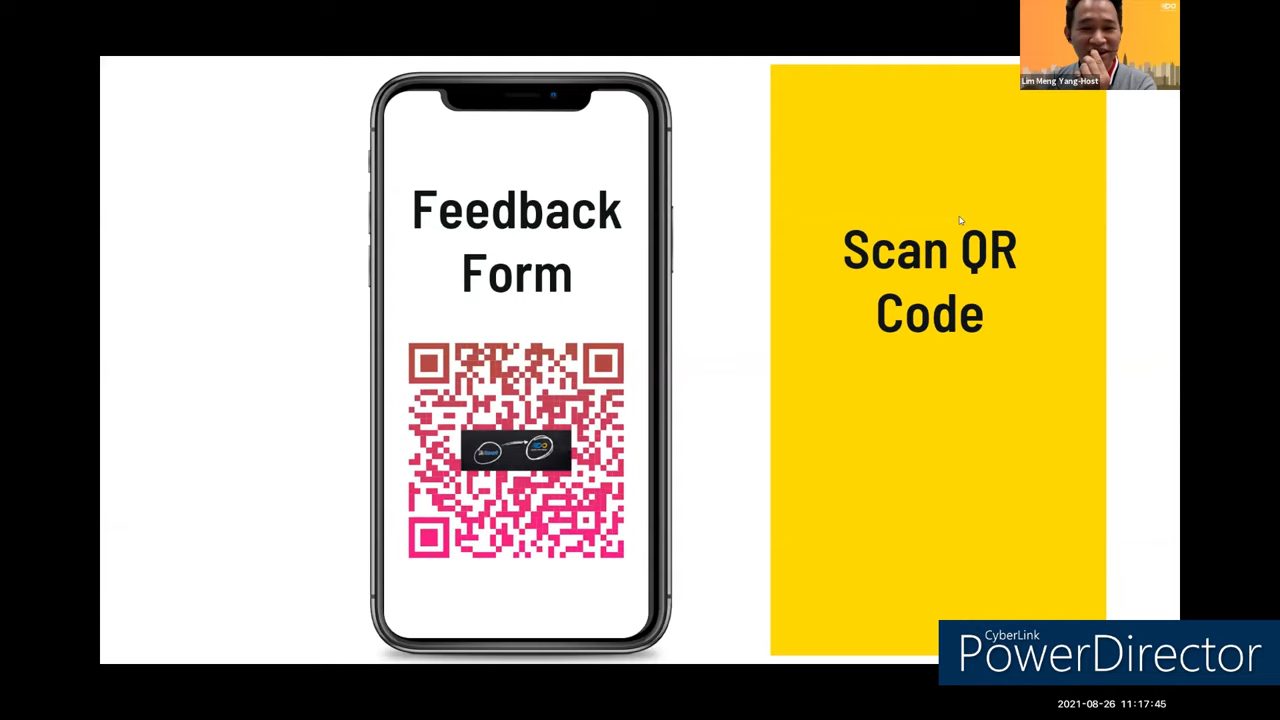 Lim Meng Yang-Host
Feedback
Form
Scan QR
Code
CyberLink
PowerDirector
2021-08-26 11:17:45